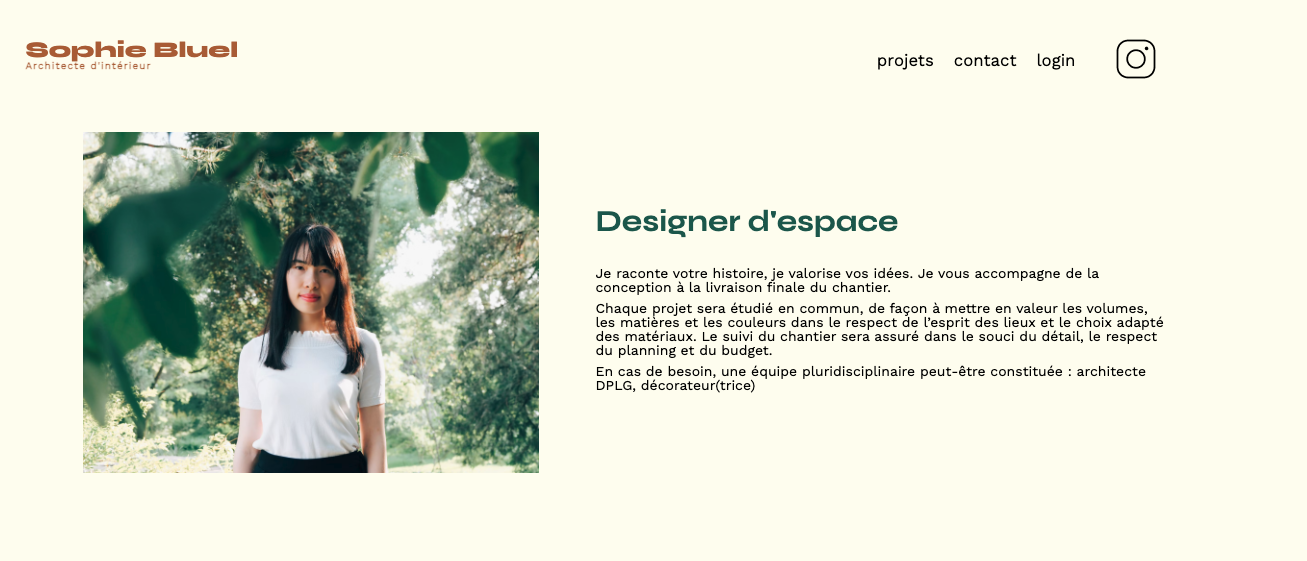 Sophie Bluel
Architecte d'intérieur
projets contact login
Designer d'espace
Je raconte votre histoire, je valorise vos idées. Je vous accompagne de la
conception à la livraison finale du chantier.
Chaque projet sera étudié en commun, de façon à mettre en valeur les volumes,
les matières et les couleurs dans le respect de l’esprit des lieux et le choix adapté
des matériaux. Le suivi du chantier sera assuré dans le souci du détail, le respect
du planning et du budget.
En cas de besoin, une équipe pluridisciplinaire peut-être constituée : architecte
DPLG, décorateur(trice)